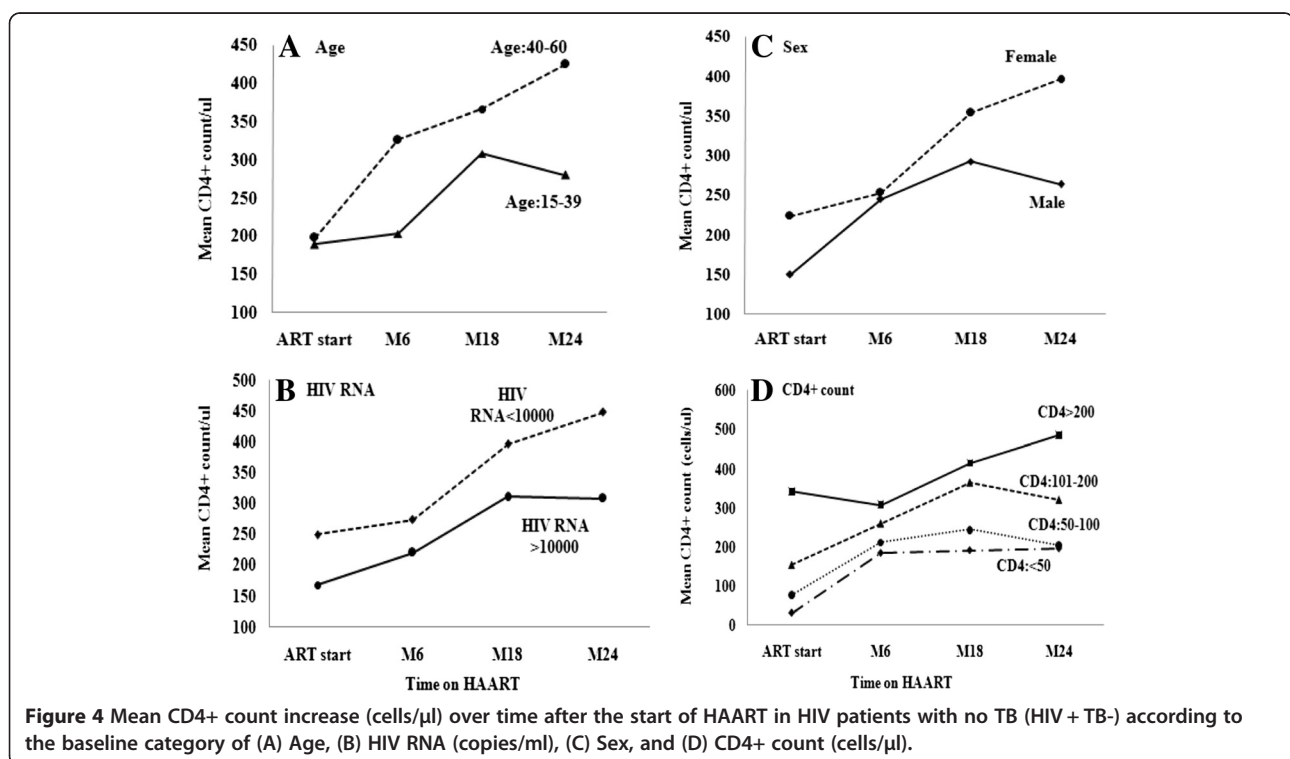 A Age
Mean CD4+ count/ul
450
400
350
300
250
200
150
100
Age:40-60
Age:15-39
ART start M6 M18 M24
C Sex
Mean CD4+ count/ul
450
400
350
300
250
200
150
100
Female
Male
ART start M6 M18 M24
B HIV RNA
Mean CD4+ count/ul
500
450
400
350
300
250
200
150
100
HIV
RNA<10000
HIV RNA
>10000
ART start M6 M18 M24
Time on HAART
D CD4+ count
Mean CD4+ count (cells/ul)
600
500
400
300
200
100
0
CD4>200
CD4:101-200
CD4:50-100
CD4:<50
ART start M6 M18 M24
Time on HAART
Figure 4 Mean CD4+ count increase (cells/μl) over time after the start of HAART in HIV patients with no TB (HIV + TB-) according to
the baseline category of (A) Age, (B) HIV RNA (copies/ml), (C) Sex, and (D) CD4+ count (cells/μl).